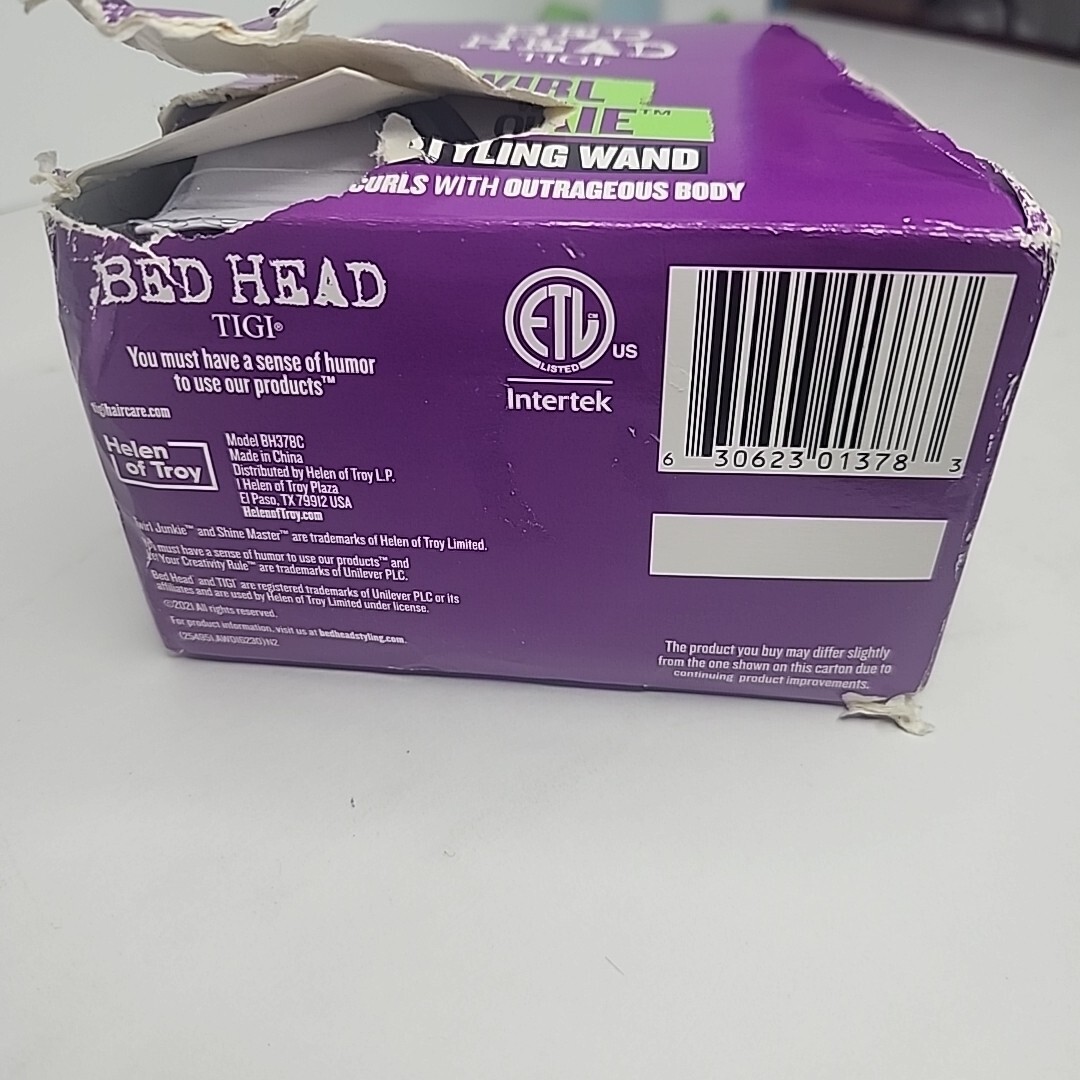 BED
HEAD
TIGI
WIRL
™
STYLING WAND
CURLS WITH OUTRAGEOUS BODY
BED HEAD
TIGI®
You must have a sense of humor
to use our products™
tigihaircare.com
Helen
of Troy
Model BH378C
Made in China
Distributed by Helen of Troy L.P.
1 Helen of Troy Plaza
El Paso, TX 79912 USA
HelenofTroy.com
Twirl Junkie™ and Shine Master™ are trademarks of Helen of Troy Limited.
must have a sense of humor to use our products™ and
Let Your Creativity Rule™ are trademarks of Unilever PLC.
Bed Head and TIGI are registered trademarks of Unilever PLC or its
affiliates and are used by Helen of Troy Limited under license.
©2021 All rights reserved.
For product information, visit us at bedheadstyling.com.
ETL CM
LISTED
US
Intertek
6 30623 01378 3
The product you buy may differ slightly
from the one shown on this carton due to
continuing product improvements.